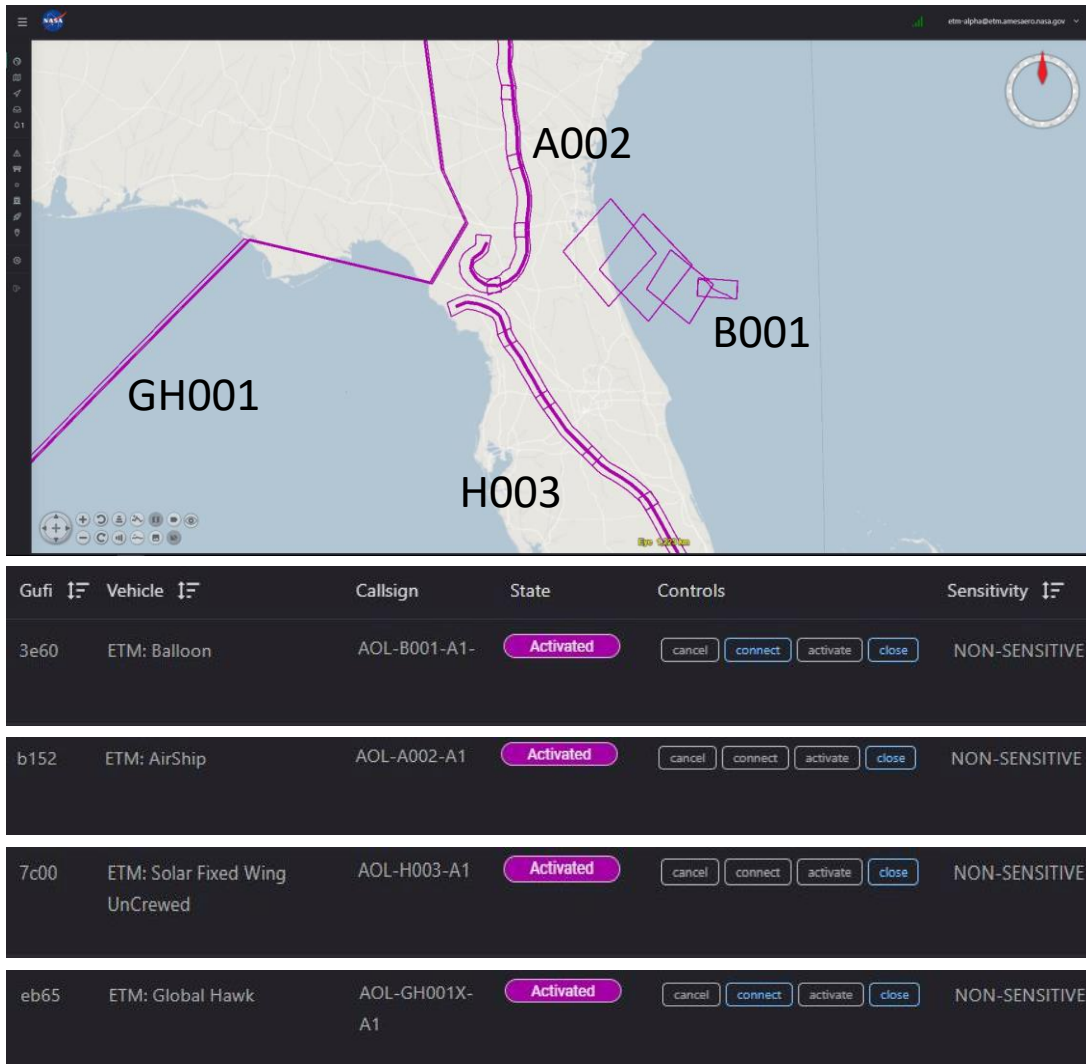 NASA
etm-alpha@etm.amesaero.nasa.gov
1
A002
B001
GH001
H003
Gufi Vehicle Callsign State Controls Sensitivity
3e60 ETM: Balloon AOL-B001-A1- Activated cancel connect activate close NON-SENSITIVE
b152 ETM: AirShip AOL-A002-A1 Activated cancel connect activate close NON-SENSITIVE
7c00 ETM: Solar Fixed Wing AOL-H003-A1 Activated cancel connect activate close NON-SENSITIVE
UnCrewed
eb65 ETM: Global Hawk AOL-GH001X- Activated cancel connect activate close NON-SENSITIVE
A1